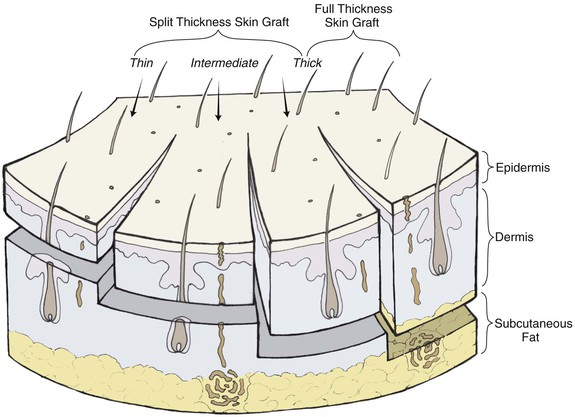 Split Thickness Skin Graft
Full Thickness
Skin Graft
Thin
Intermediate
Thick
Epidermis
Dermis
Subcutaneous
Fat